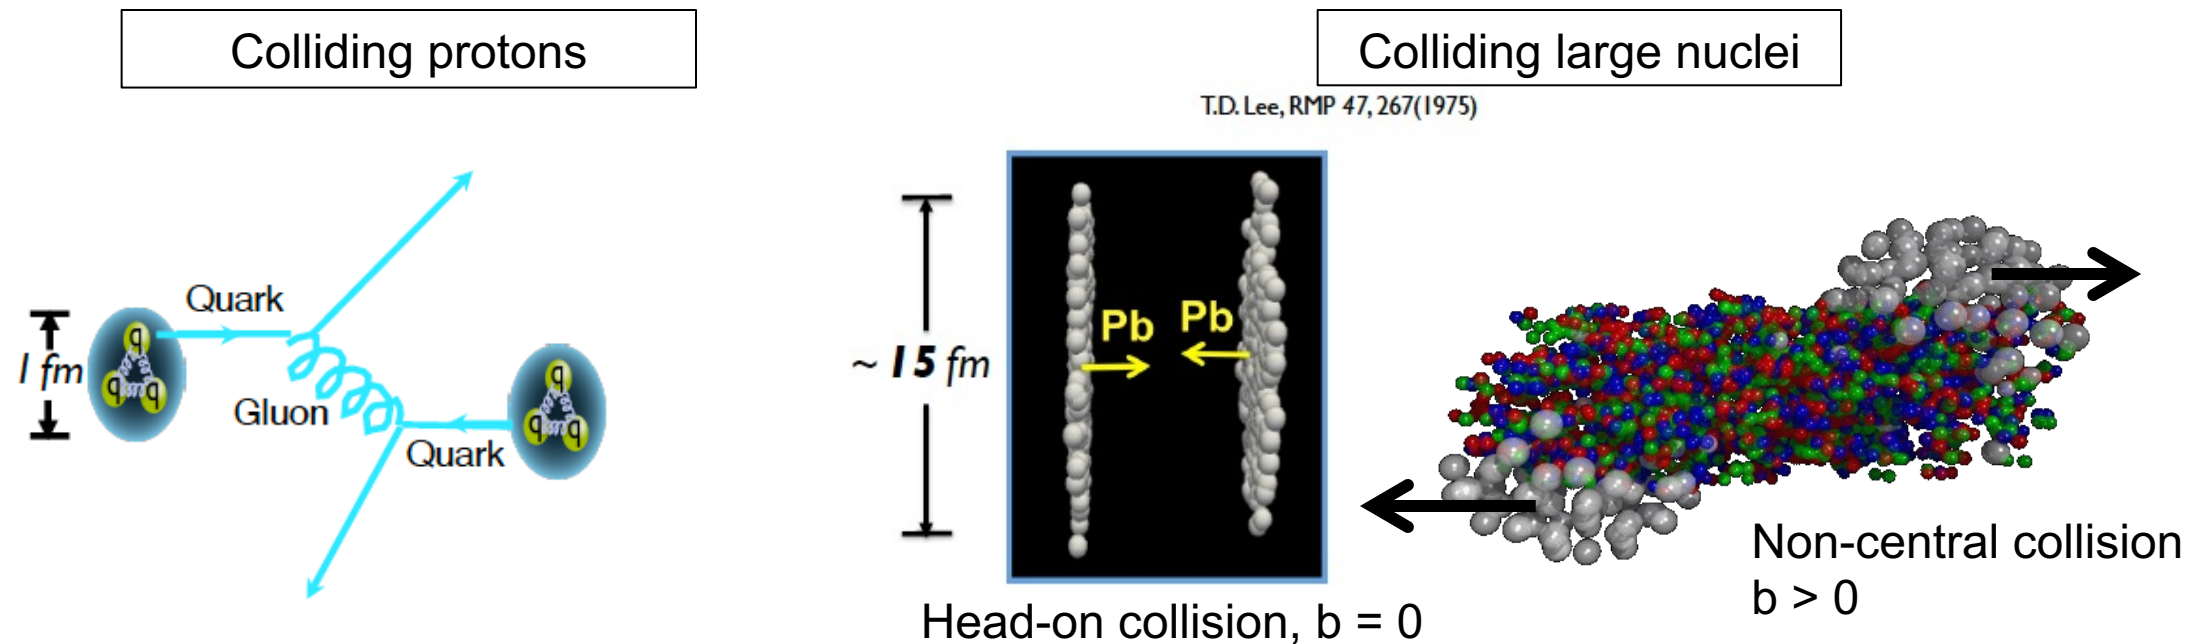 Colliding protons
Colliding large nuclei
T.D. Lee, RMP 47, 267(1975)
Quark
1 fm
q
q
q
Gluon
Quark
q
q
q
~ 15 fm
Pb
Pb
Non-central collision
b > 0
Head-on collision, b = 0